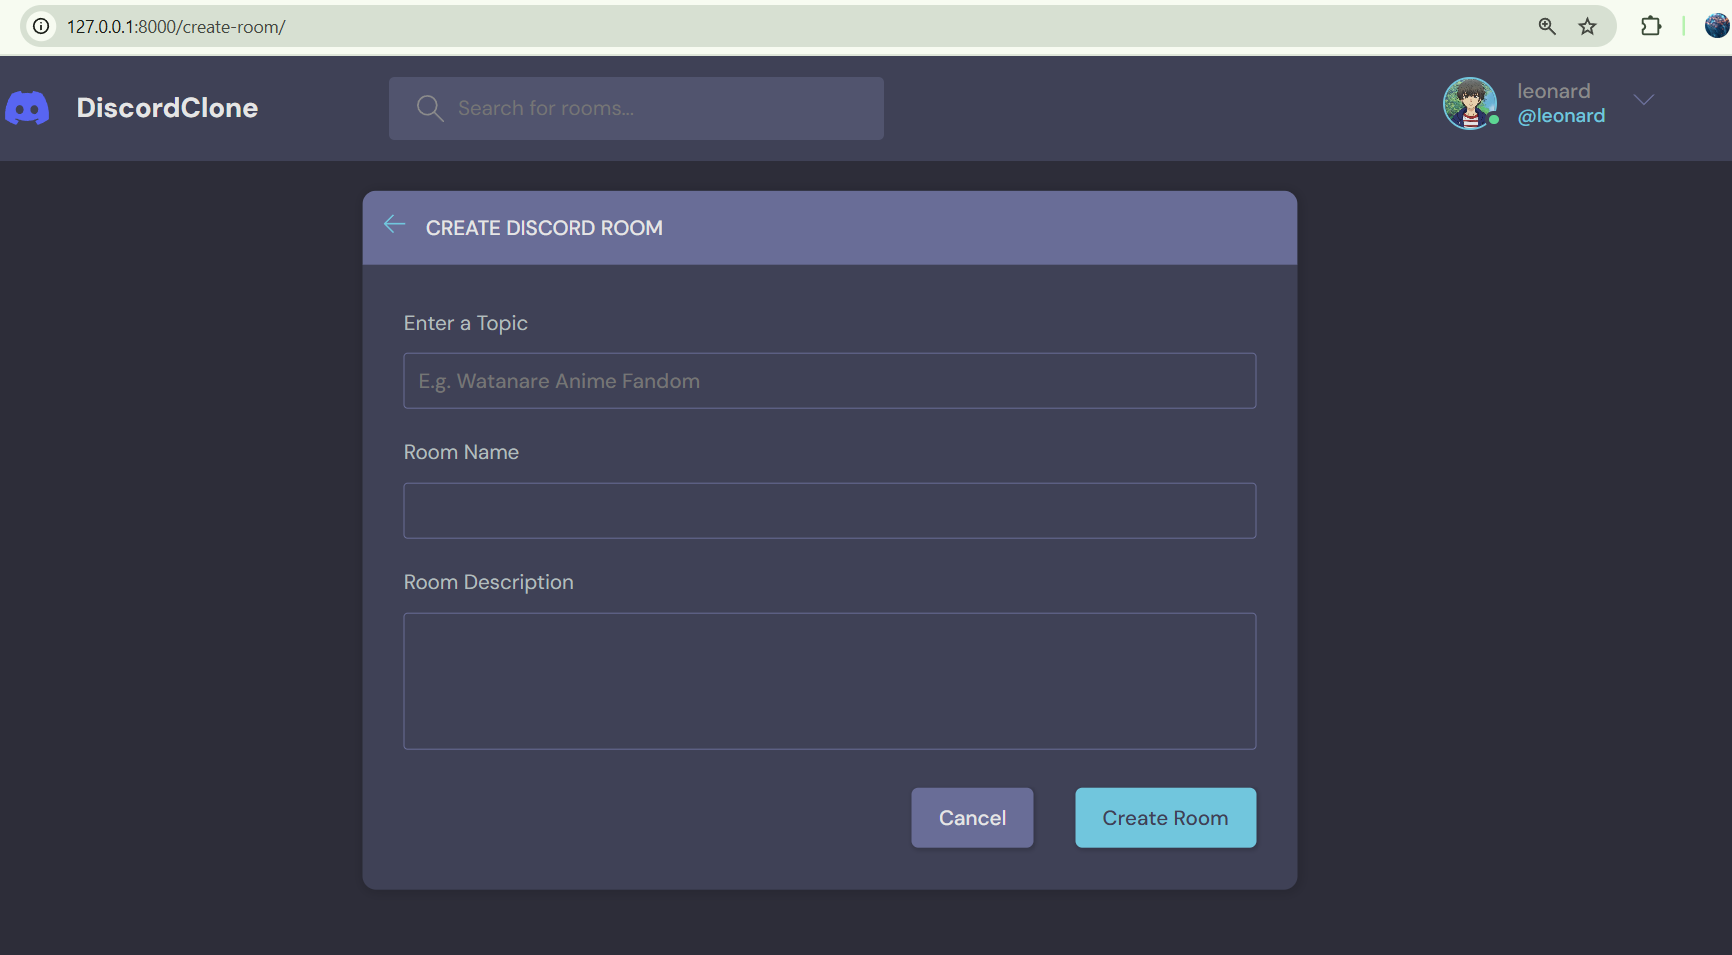 127.0.0.1:8000/create-room/
DiscordClone
Search for rooms...
leonard
@leonard
CREATE DISCORD ROOM
Enter a Topic
E.g. Watanare Anime Fandom
Room Name
Room Description
Cancel
Create Room